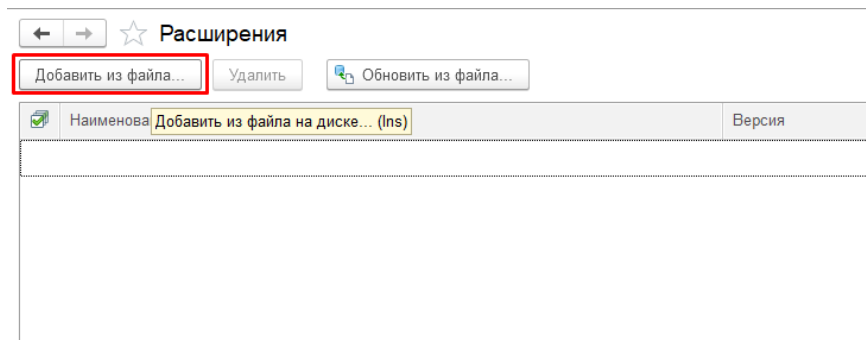 Расширения
Добавить из файла... Удалить Обновить из файла...
Наименова Добавить из файла на диске... (Ins) Версия